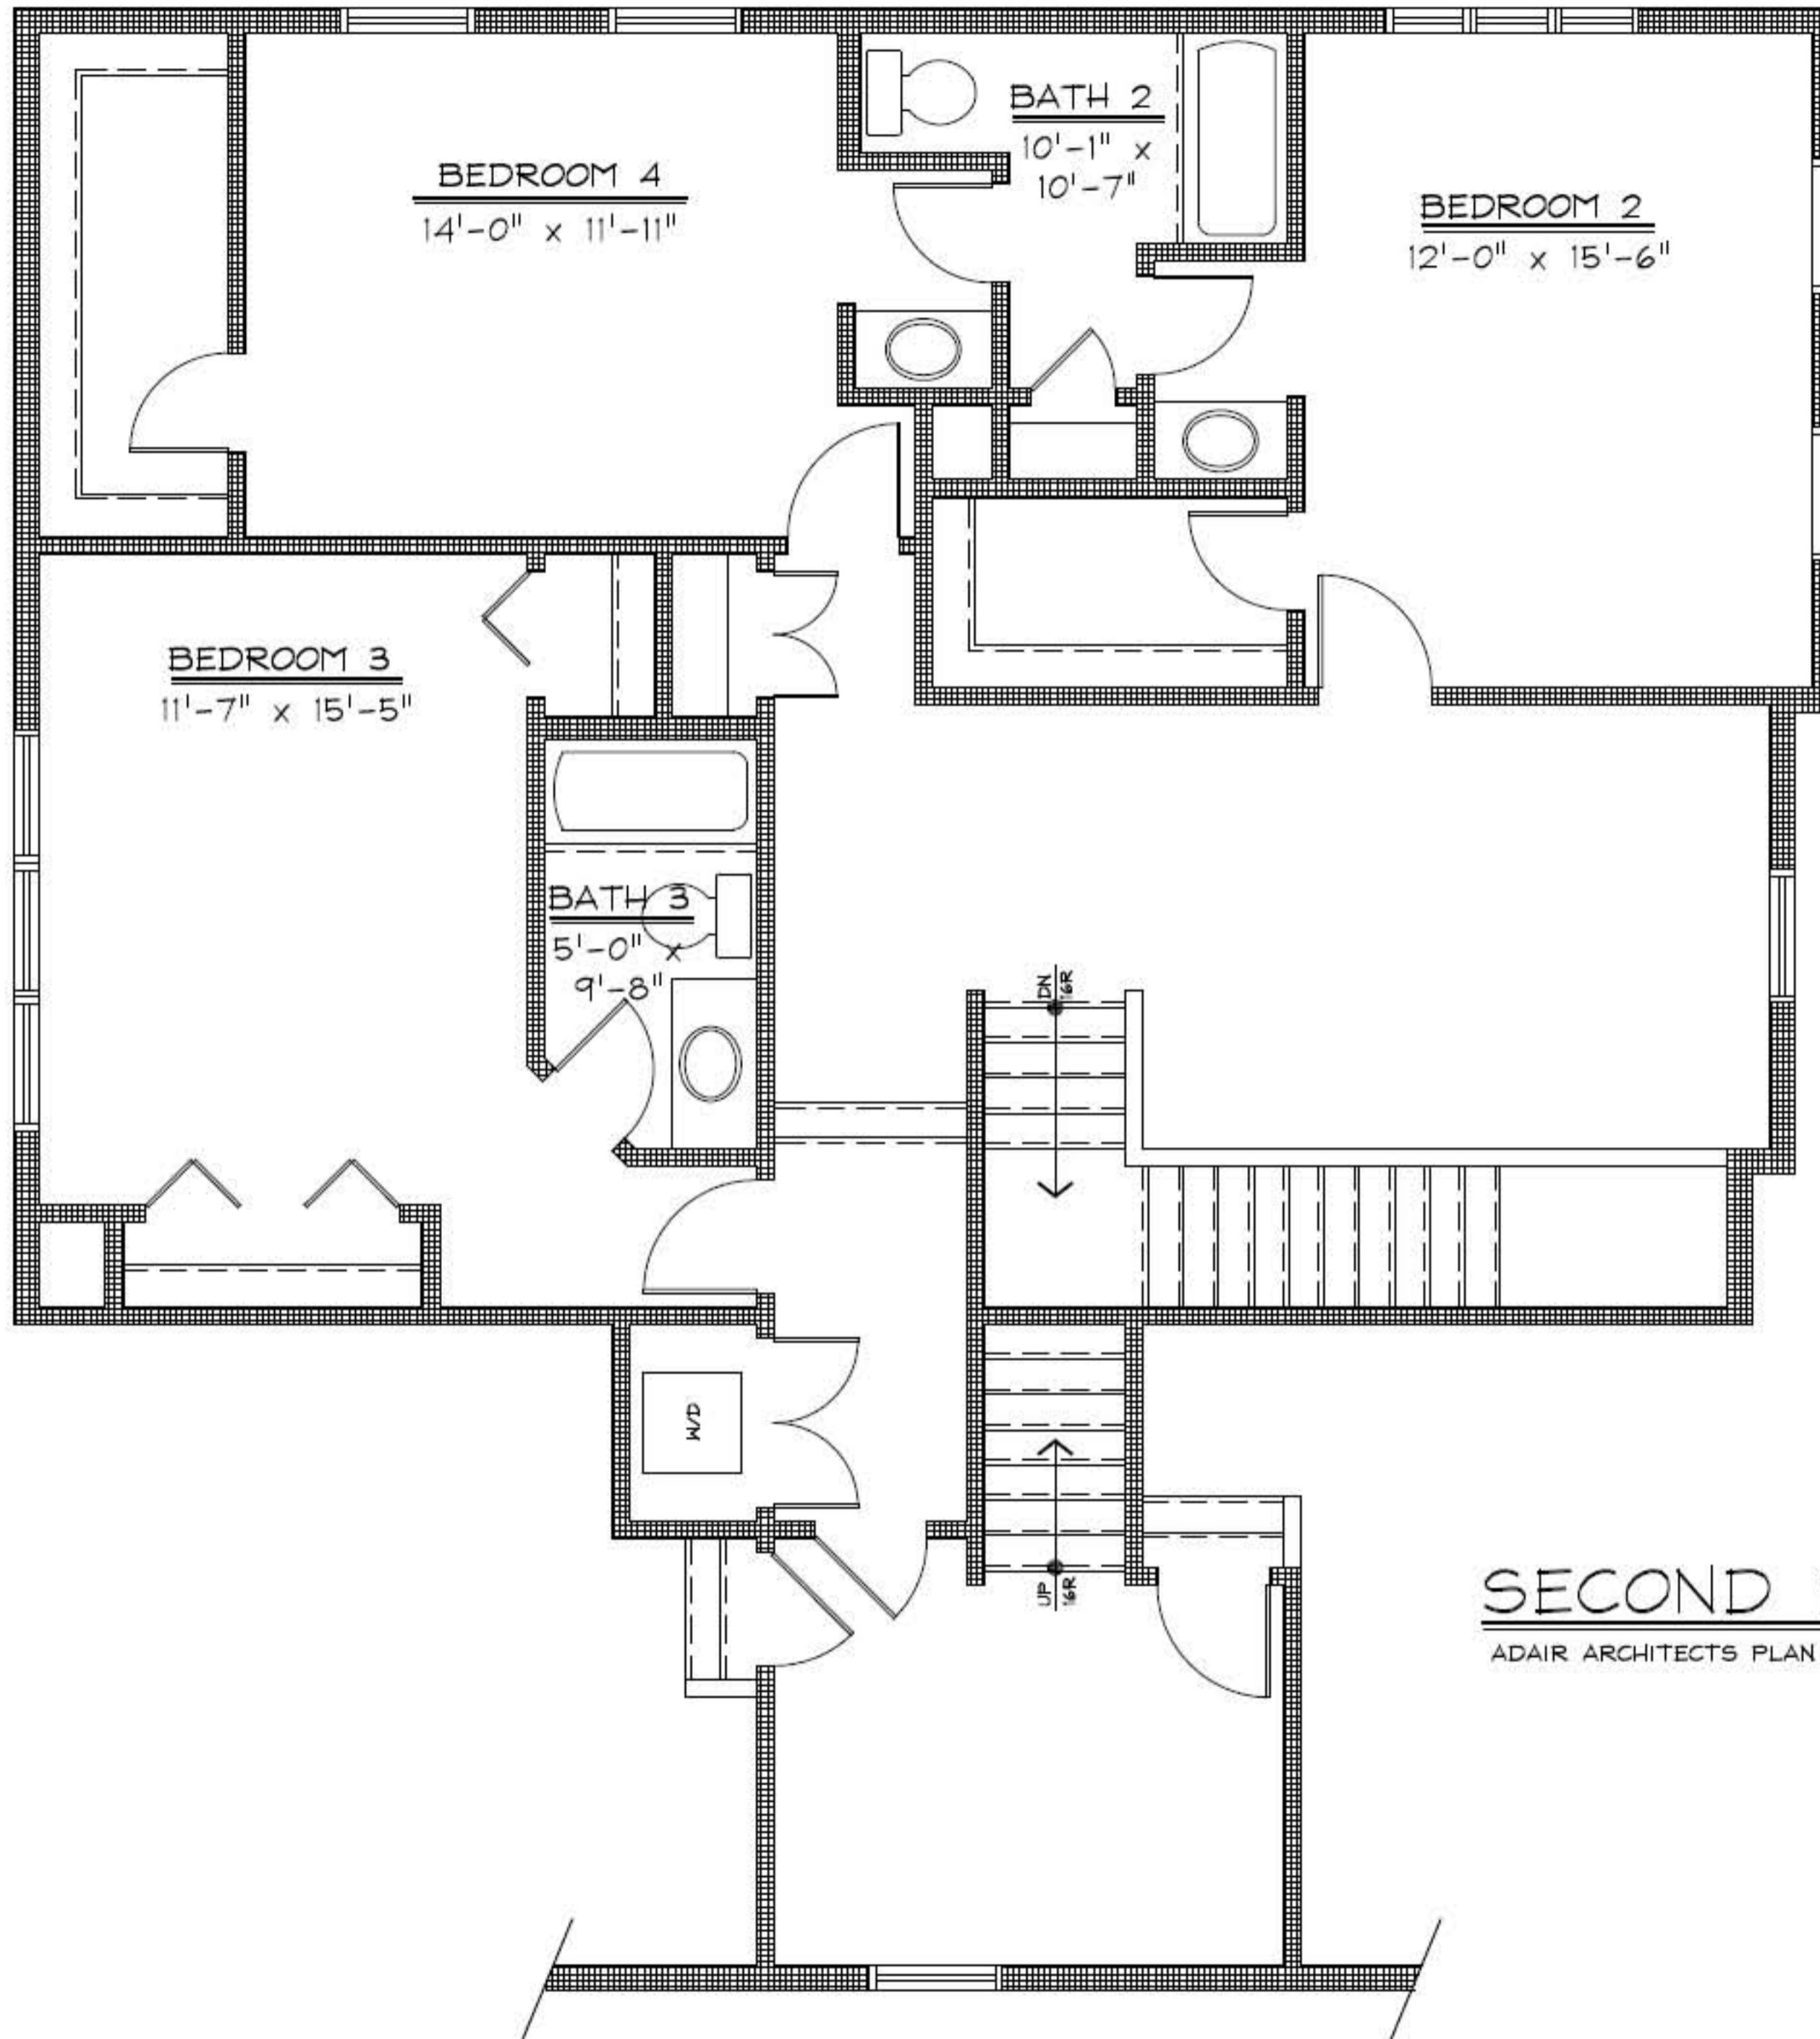 BATH 2
10'-1" x
10'-7"
BEDROOM 4
14'-0" x 11'-11"
BEDROOM 2
12'-0" x 15'-6"
BEDROOM 3
11'-7" x 15'-5"
BATH 3
5'-0" x
9'-8"
DN
16R
W/D
UP
16R
SECOND
ADAIR ARCHITECTS PLAN